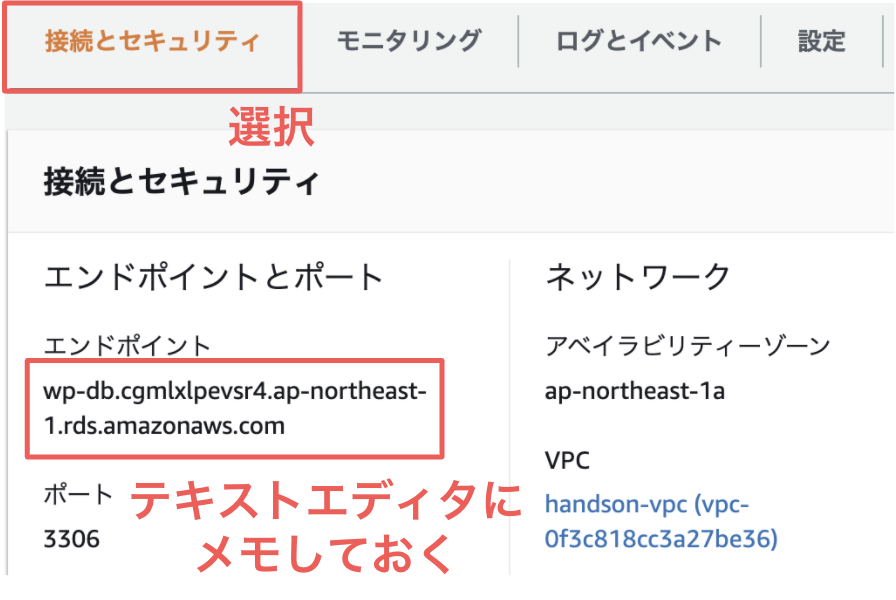 接続とセキュリティ
モニタリング
ログとイベント
設定
選択
接続とセキュリティ
エンドポイントとポート
エンドポイント
wp-db.cgmlxlpevsr4.ap-northeast-
1.rds.amazonaws.com
ポート
3306
テキストエディタに
メモしておく
ネットワーク
アベイラビリティーゾーン
ap-northeast-1a
VPC
handson-vpc (vpc-
0f3c818cc3a27be36)